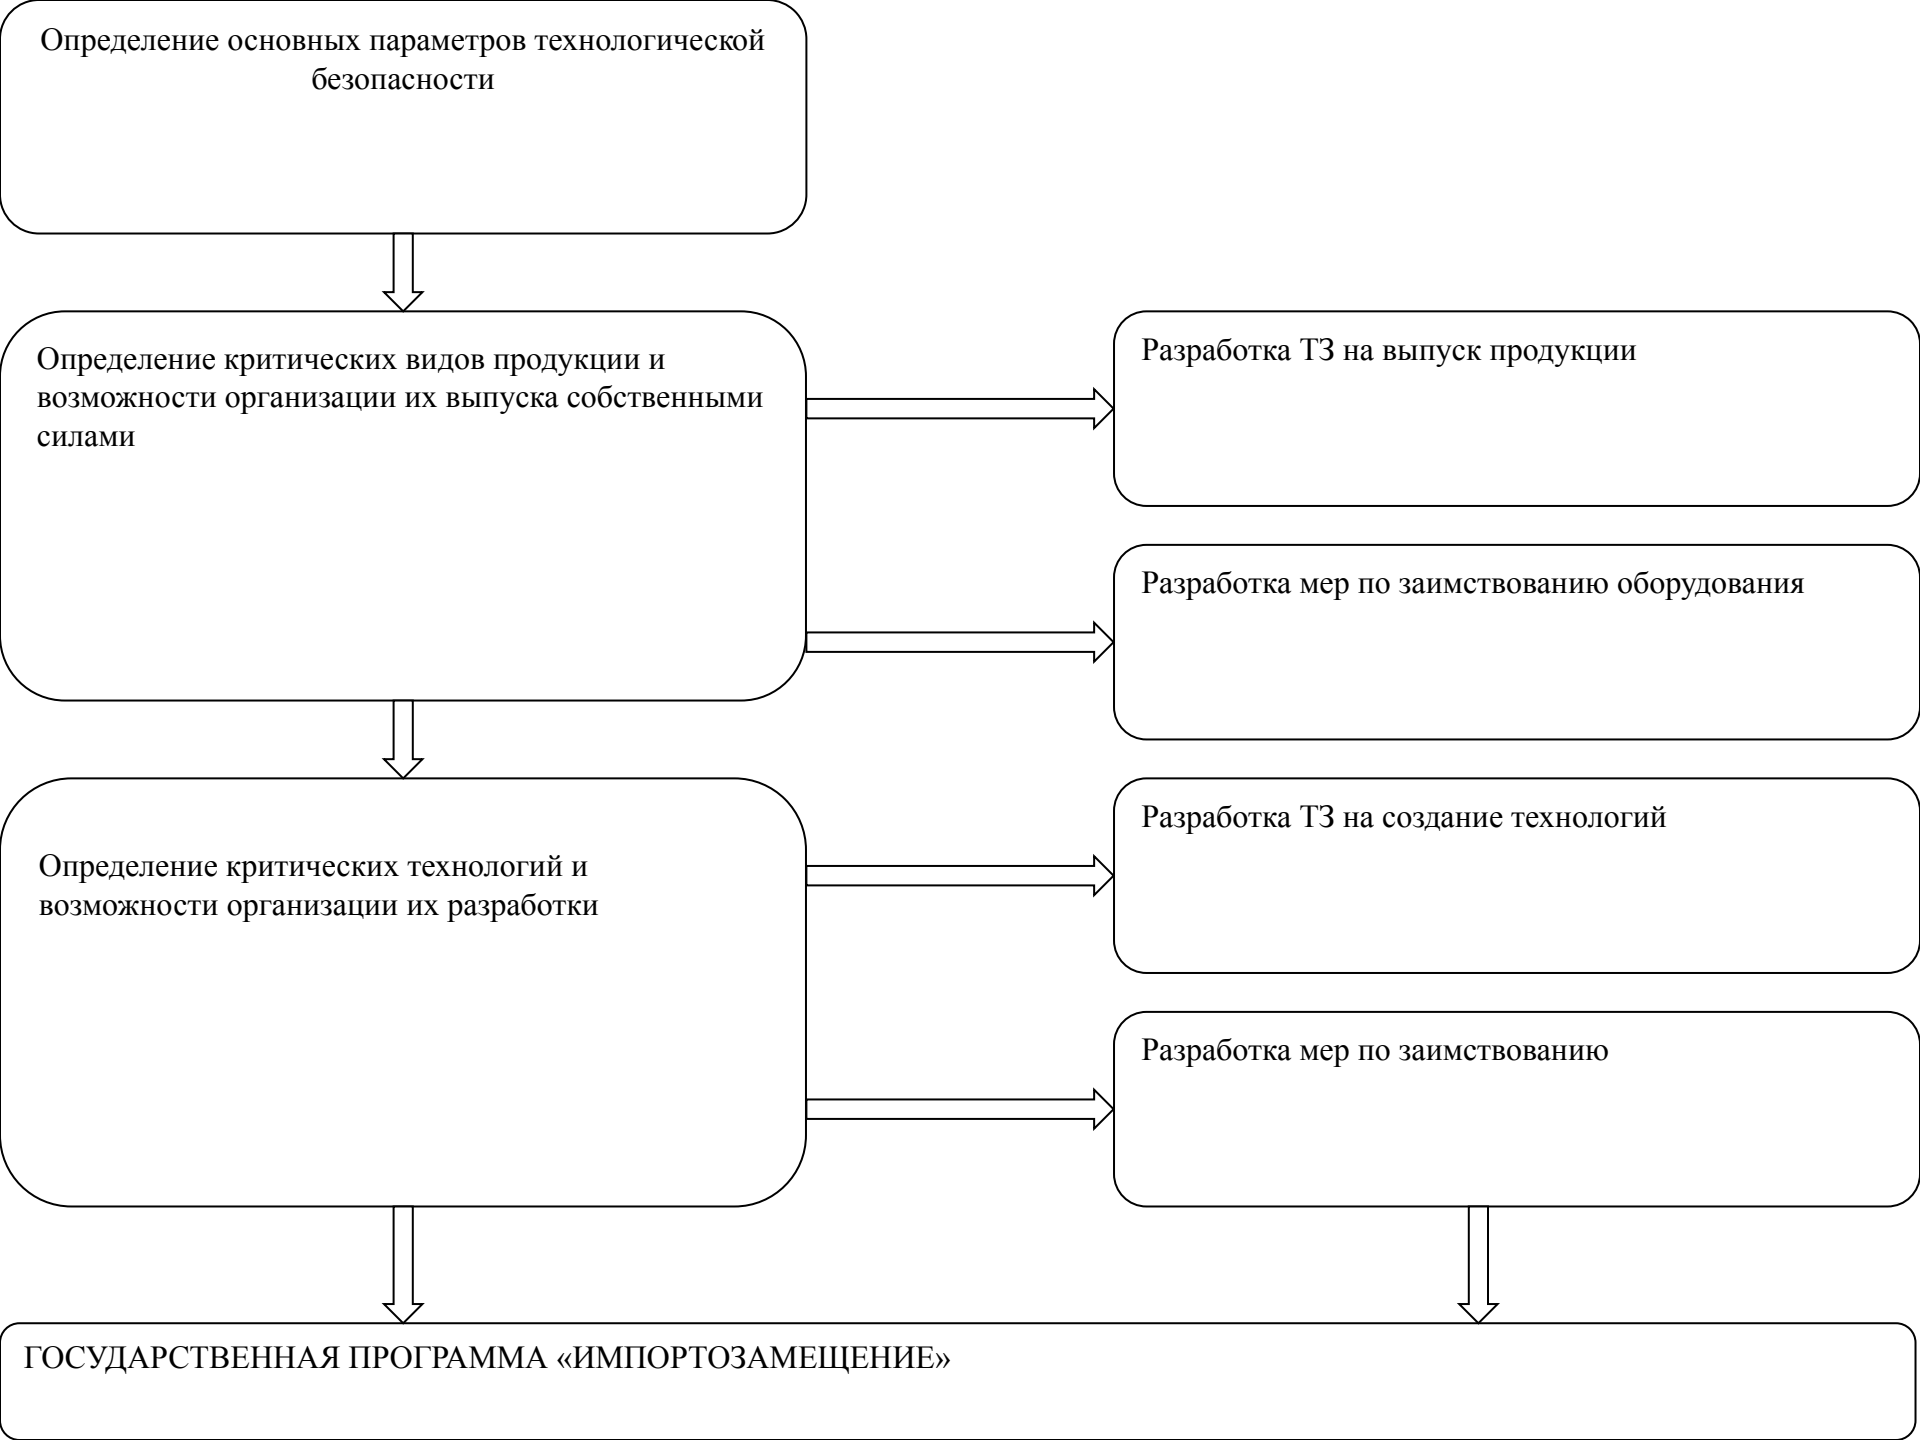 Определение основных параметров технологической
безопасности
Определение критических видов продукции и
возможности организации их выпуска собственными
силами
Разработка ТЗ на выпуск продукции
Разработка мер по заимствованию оборудования
Определение критических технологий и
возможности организации их разработки
Разработка ТЗ на создание технологий
Разработка мер по заимствованию
ГОСУДАРСТВЕННАЯ ПРОГРАММА «ИМПОРТОЗАМЕЩЕНИЕ»